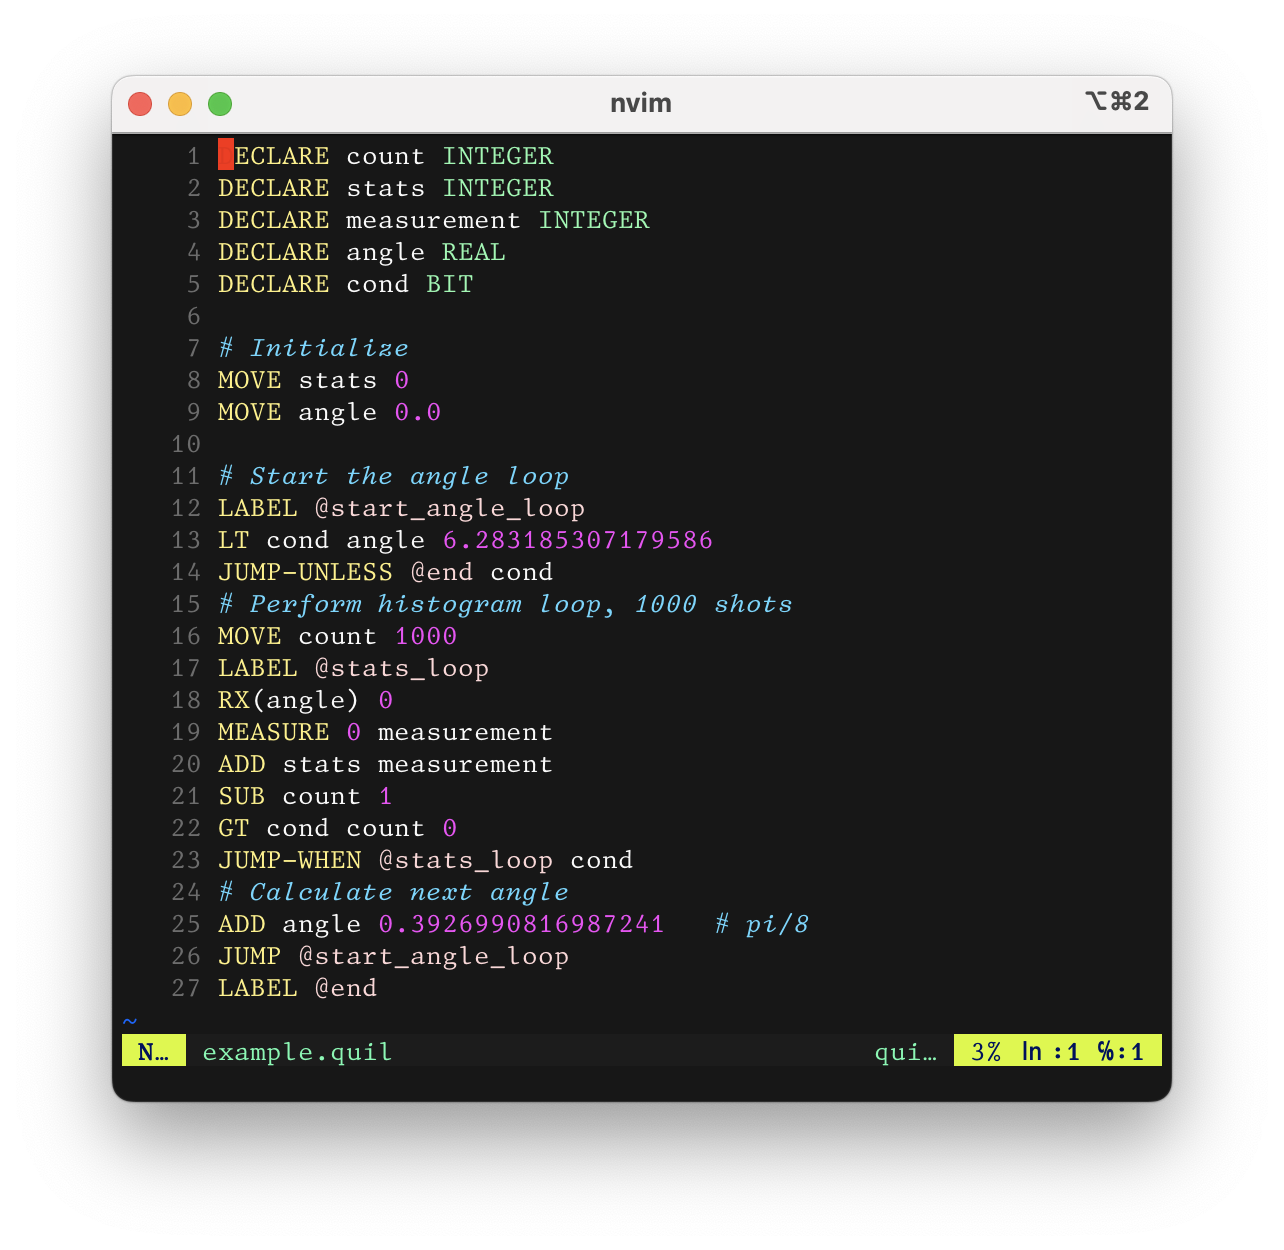 nvim ⌥⌘2
1 DECLARE count INTEGER
2 DECLARE stats INTEGER
3 DECLARE measurement INTEGER
4 DECLARE angle REAL
5 DECLARE cond BIT
6
7 # Initialize
8 MOVE stats 0
9 MOVE angle 0.0
10
11 # Start the angle loop
12 LABEL @start_angle_loop
13 LT cond angle 6.283185307179586
14 JUMP-UNLESS @end cond
15 # Perform histogram loop, 1000 shots
16 MOVE count 1000
17 LABEL @stats_loop
18 RX(angle) 0
19 MEASURE 0 measurement
20 ADD stats measurement
21 SUB count 1
22 GT cond count 0
23 JUMP-WHEN @stats_loop cond
24 # Calculate next angle
25 ADD angle 0.3926990816987241 # pi/8
26 JUMP @start_angle_loop
27 LABEL @end
~
N… example.quil qui… 3% ln :1 ℅:1